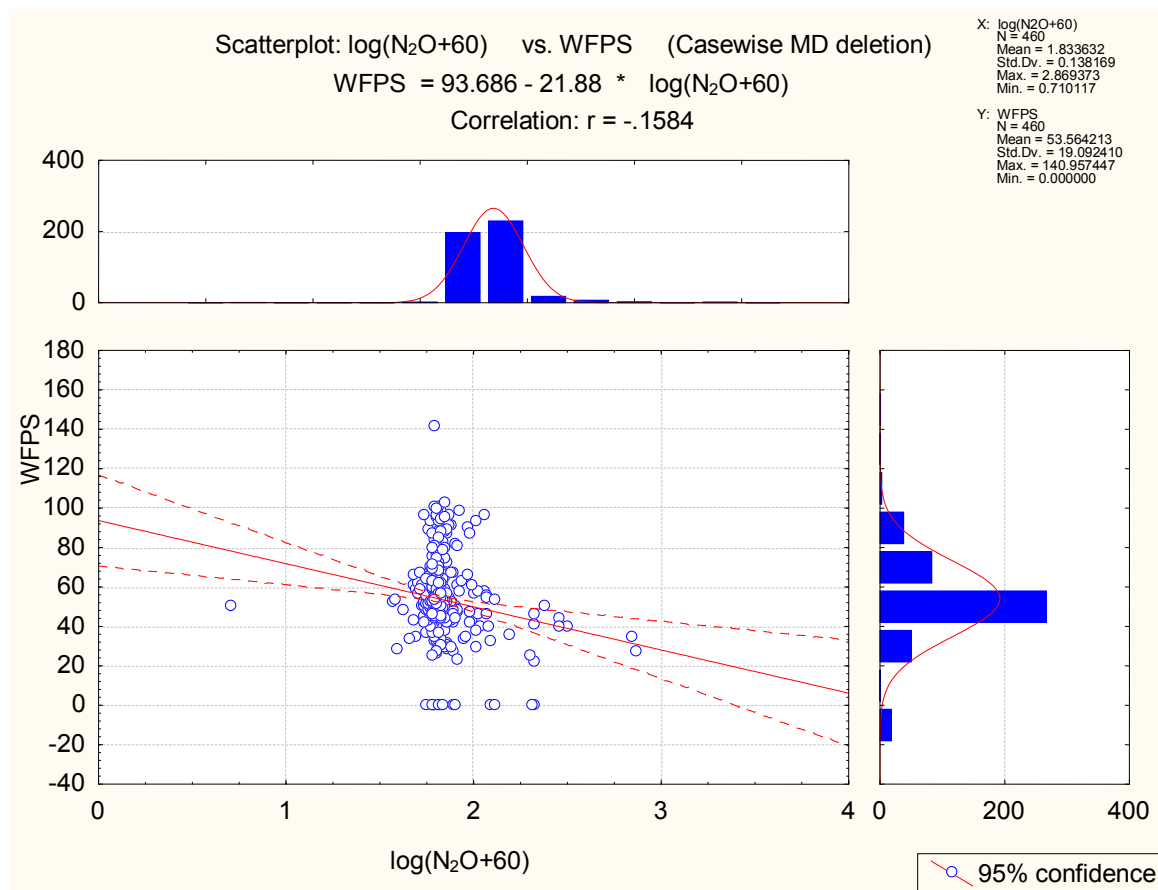 Scatterplot: log(N₂O+60) vs. WFPS (Casewise MD deletion)
WFPS = 93.686 - 21.88 * log(N₂O+60)
Correlation: r = -.1584
X: log(N2O+60)
N = 460
Mean = 1.833632
Std.Dv. = 0.138169
Max. = 2.869373
Min. = 0.710117
Y: WFPS
N = 460
Mean = 53.564213
Std.Dv. = 19.092410
Max. = 140.957447
Min. = 0.000000
400
200
0
180
160
140
120
100
80
60
40
20
0
-20
-40
WFPS
0 1 2 3 4
0 200 400
log(N₂O+60)
95% confidence